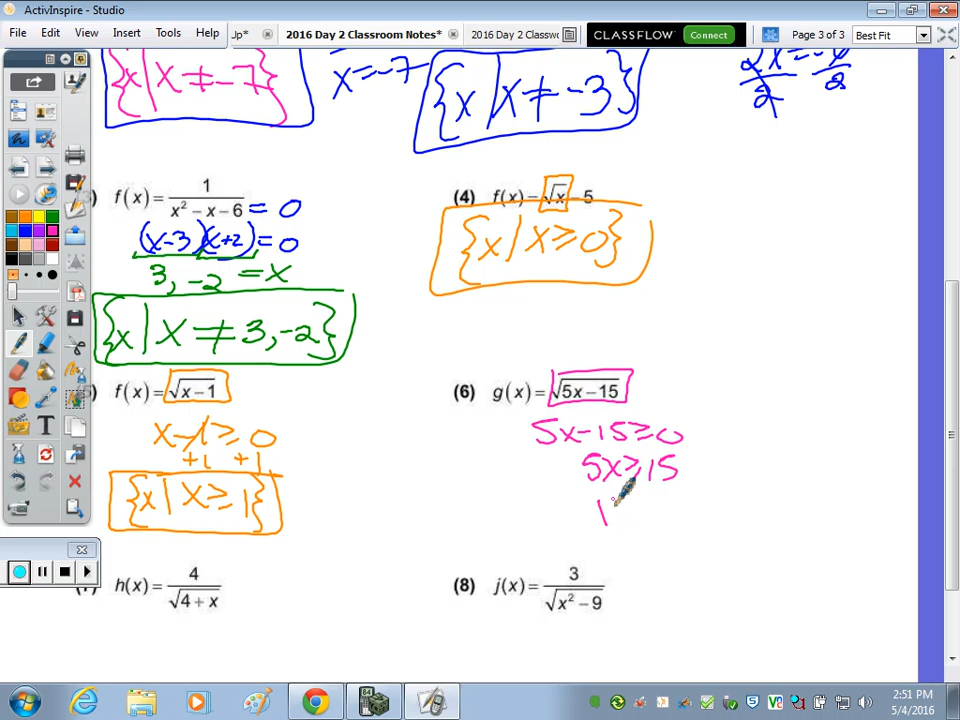 ActivInspire - Studio
File Edit View Insert Tools Help Jp* 2016 Day 2 Classroom Notes* 2016 Day 2 Classw CLASSFLOW Connect Page 3 of 3 Best Fit
{x | x ≠ -7} x = -7 {x | x ≠ -3}
) f(x) = 1 / (x² - x - 6) = 0 (4) f(x) = √x - 5
(x-3)(x+2) = 0 {x | x ≥ 0}
3, -2 = x
{x | x ≠ 3, -2}
f(x) = √(x - 1) (6) g(x) = √(5x - 15)
x - 1 ≥ 0 5x - 15 ≥ 0
+1 +1 5x ≥ 15
{x | x ≥ 1}
h(x) = 4 / √(4 + x) (8) j(x) = 3 / √(x² - 9)
2:51 PM
5/4/2016